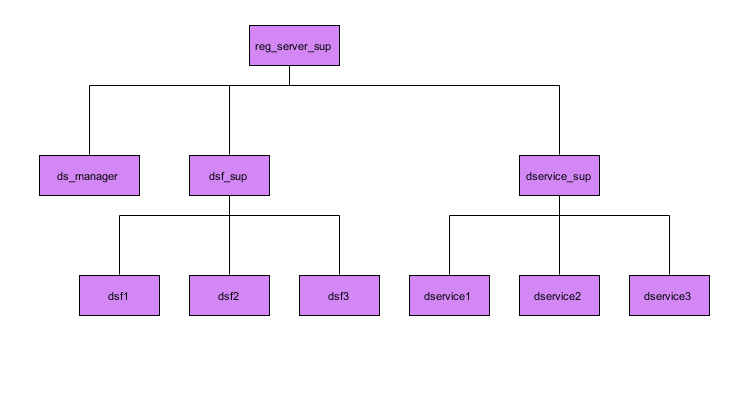 reg_server_sup
ds_manager
dsf_sup
dservice_sup
dsf1
dsf2
dsf3
dservice1
dservice2
dservice3